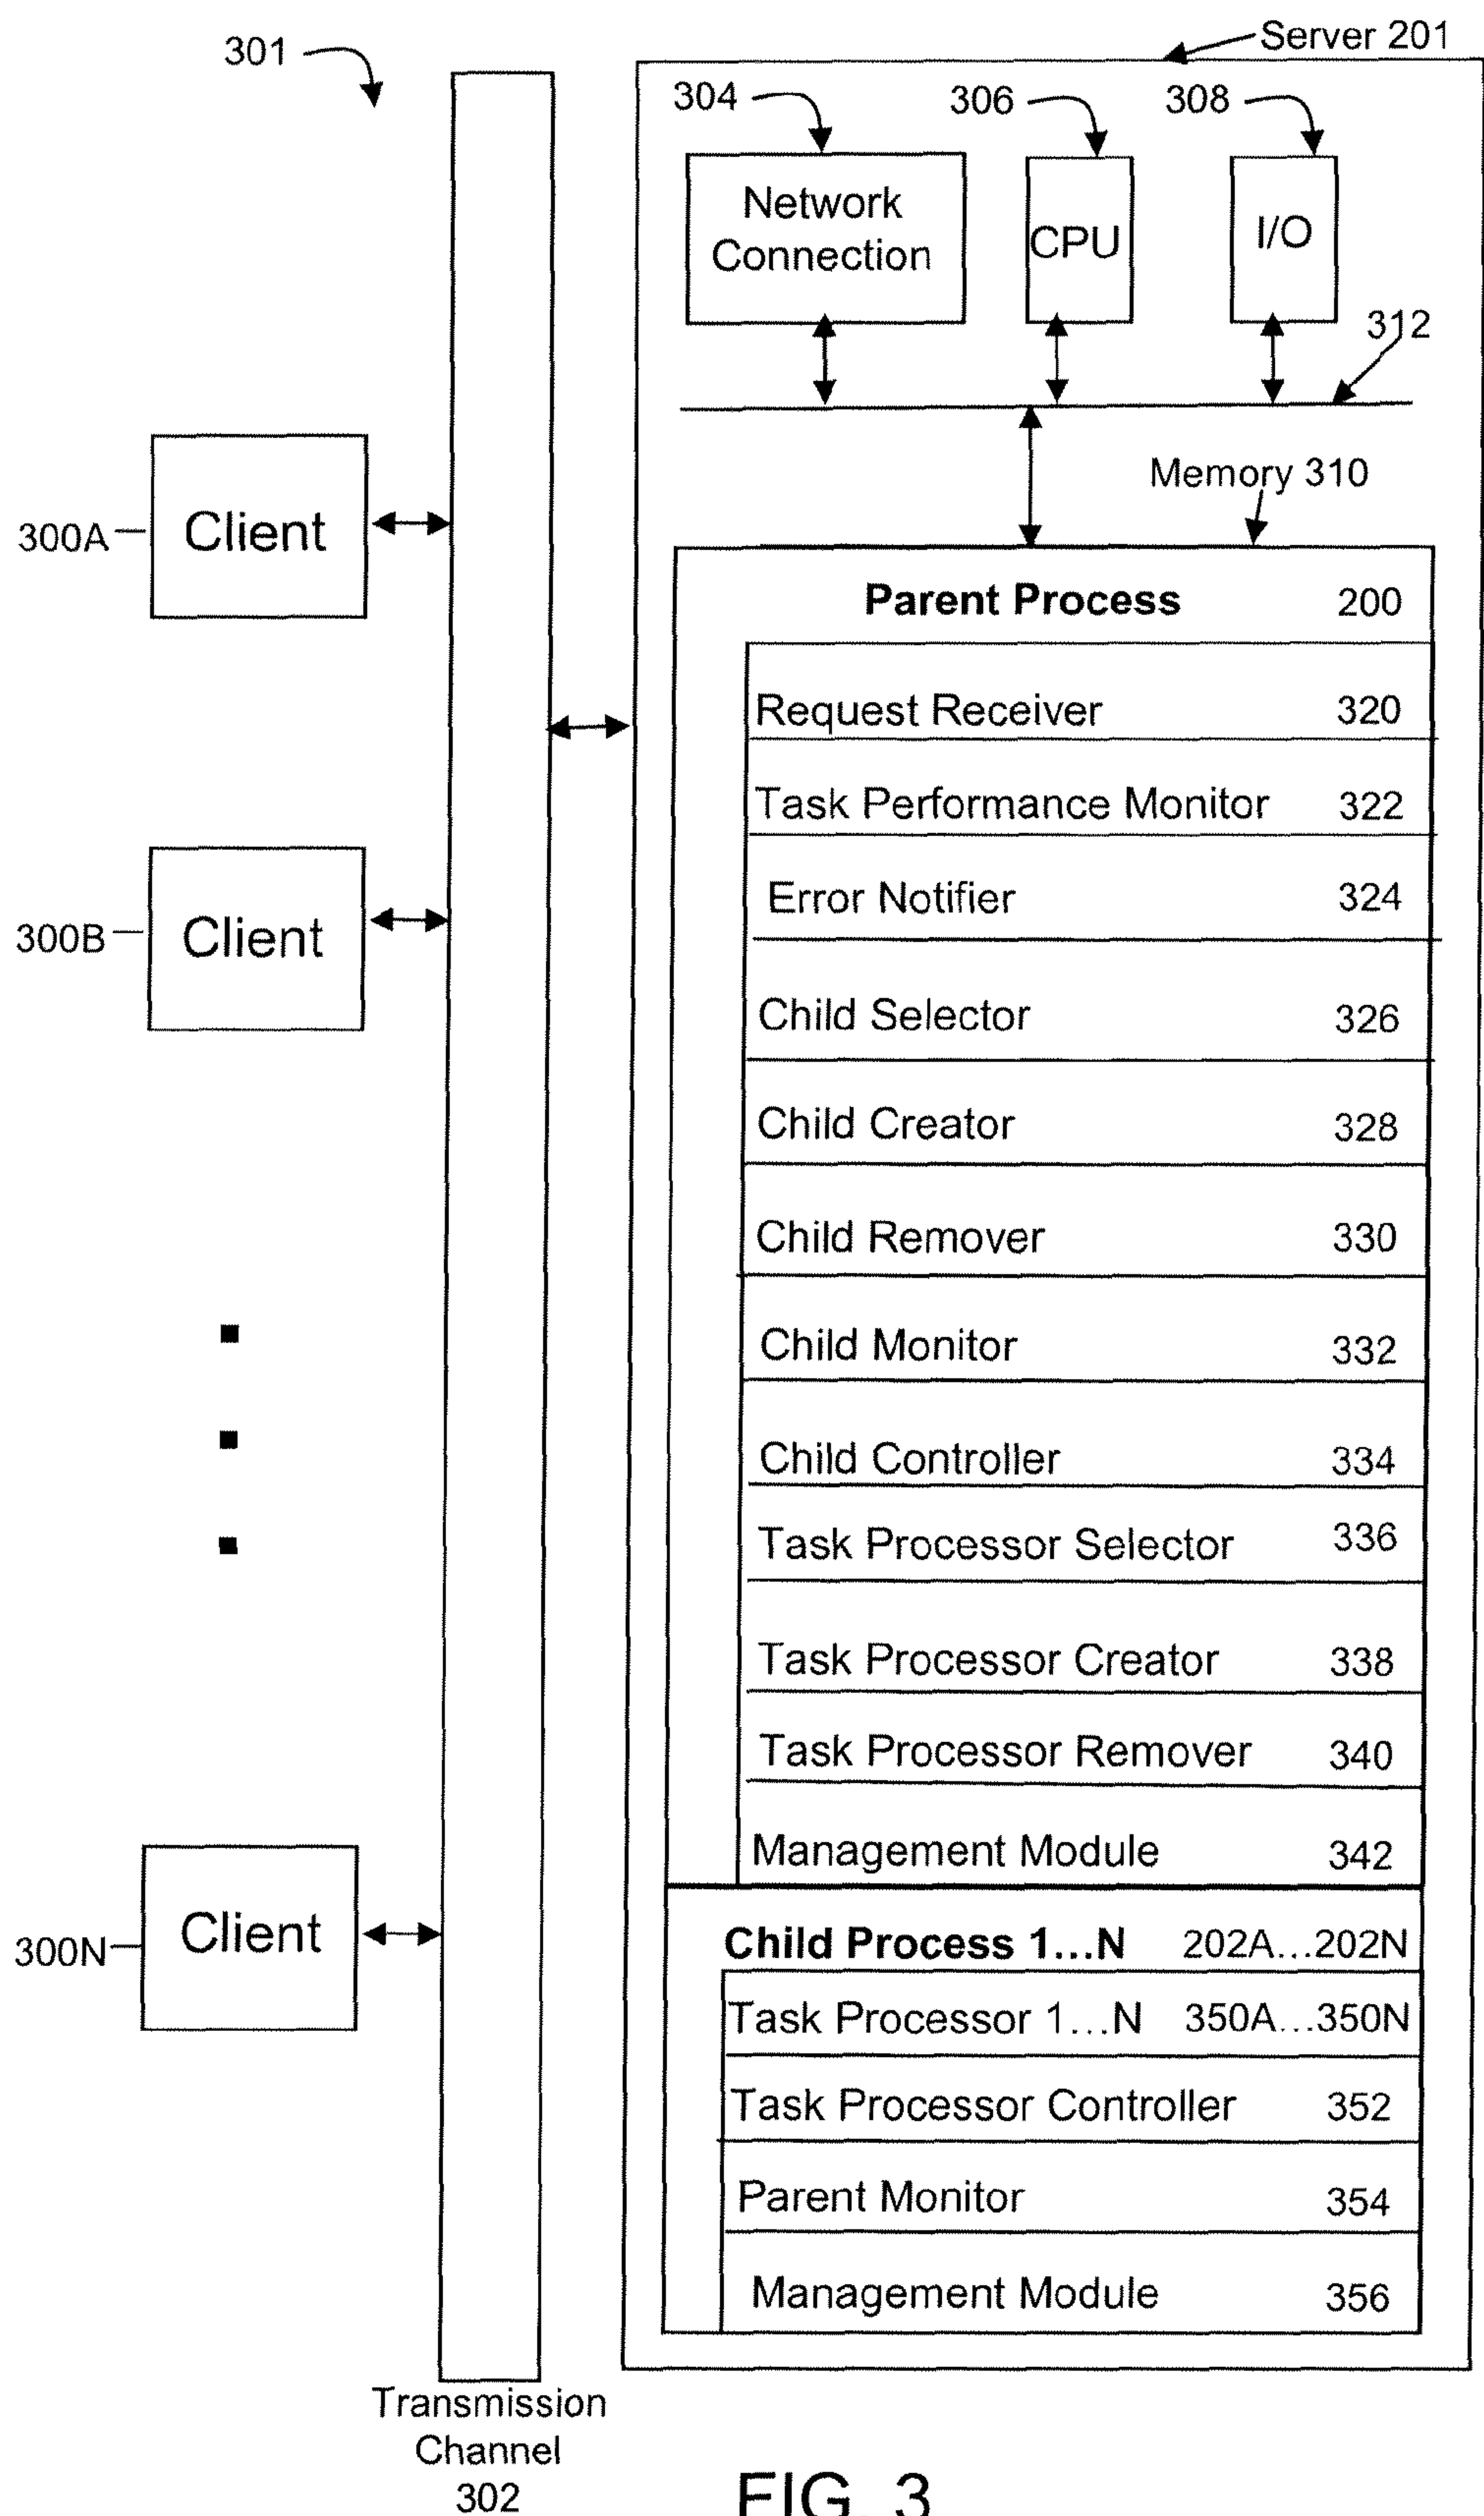 Server 201
301
304
306
308
Network
Connection
CPU
I/O
312
Memory 310
300A
Client
Parent Process 200
Request Receiver 320
Task Performance Monitor 322
300B
Client
Error Notifier 324
Child Selector 326
Child Creator 328
Child Remover 330
Child Monitor 332
Child Controller 334
Task Processor Selector 336
Task Processor Creator 338
Task Processor Remover 340
Management Module 342
300N
Client
Child Process 1...N 202A...202N
Task Processor 1...N 350A...350N
Task Processor Controller 352
Parent Monitor 354
Management Module 356
Transmission
Channel
302
FIG. 3